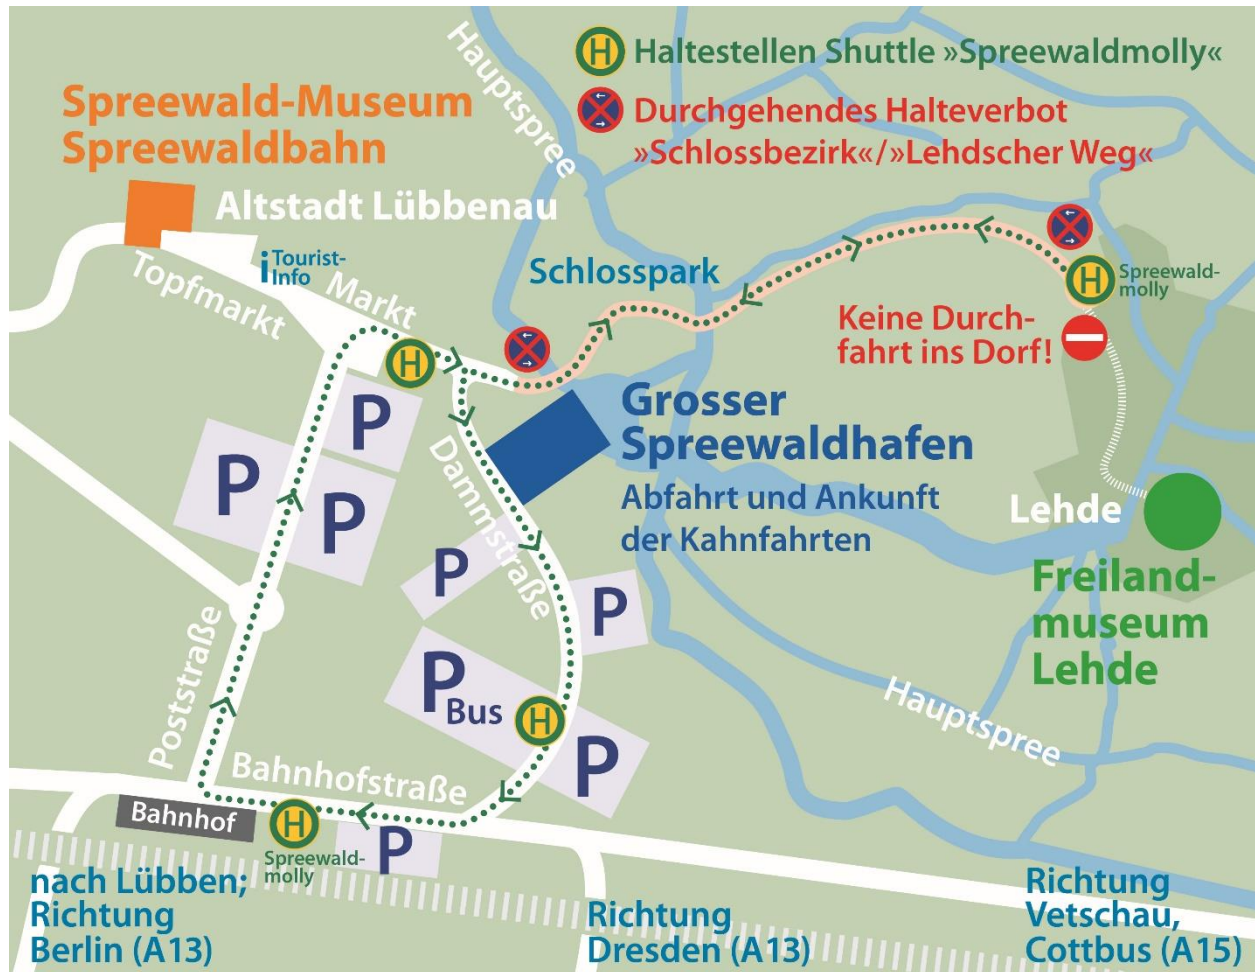 H Haltestellen Shuttle »Spreewaldmolly«
Durchgehendes Halteverbot
»Schlossbezirk«/»Lehdscher Weg«
Hauptspree
Spreewald-Museum
Spreewaldbahn
Altstadt Lübbenau
i Tourist-
Info
Topfmarkt
Markt
Schlosspark
H
Spreewald-
molly
Keine Durch-
fahrt ins Dorf!
H
P
P
P
Dammstraße
Grosser
Spreewaldhafen
Abfahrt und Ankunft
der Kahnfahrten
Lehde
Freiland-
museum
Lehde
P
P
P
Bus
H
P
Poststraße
Hauptspree
Bahnhofstraße
Bahnhof
H
Spreewald-
molly
P
nach Lübben;
Richtung
Berlin (A13)
Richtung
Dresden (A13)
Richtung
Vetschau,
Cottbus (A15)